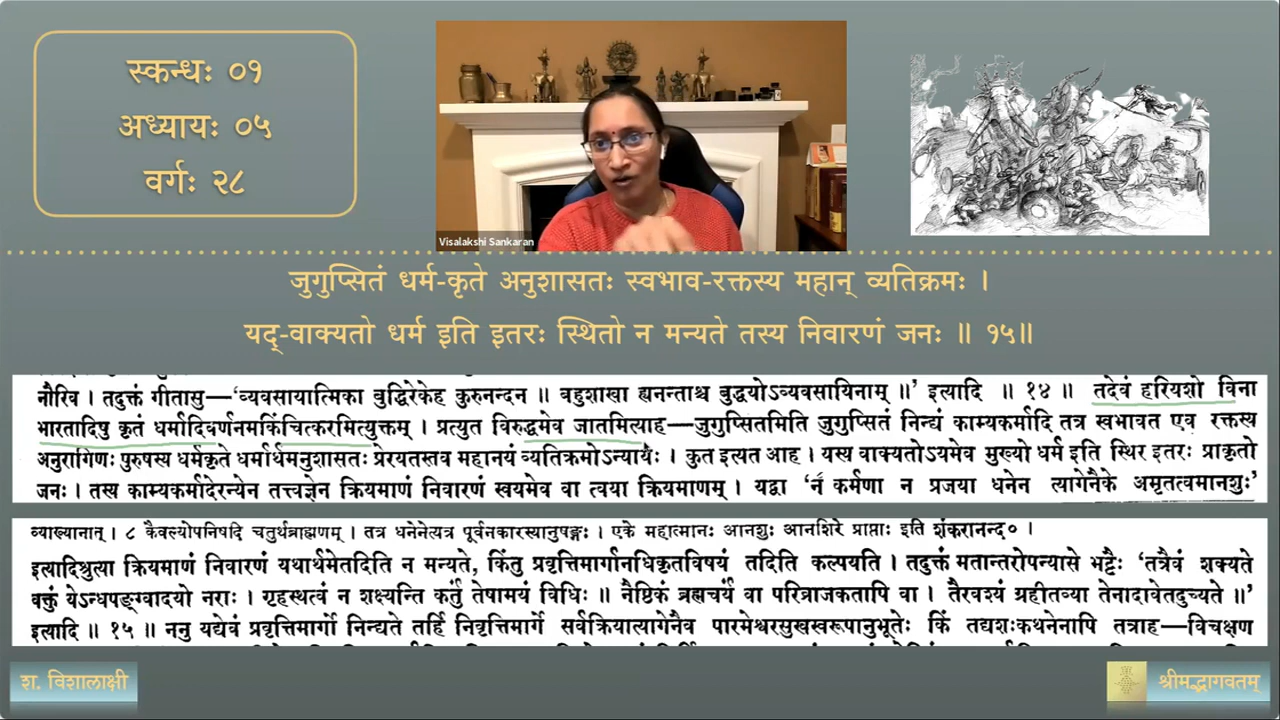 स्कन्धः ०१
अध्यायः ०५
वर्गः २८
Visalakshi Sankaran
जुगुप्सितं धर्म-कृते अनुशासतः स्वभाव-रक्तस्य महान् व्यतिक्रमः ।
यद्-वाक्यतो धर्म इति इतरः स्थितो न मन्यते तस्य निवारणं जनः ॥ १५॥
नौरिव । तदुक्तं गीतासु—‘व्यवसायात्मिका बुद्धिरेकेह कुरुनन्दन ॥ बहुशाखा ह्यनन्ताश्च बुद्धयोऽव्यवसायिनाम् ॥’ इत्यादि ॥ १४ ॥ तदेवं हरियशो विना
भारतादिषु कृतं धर्मादिवर्णनमकिंचित्करमित्युक्तम् । प्रत्युत विरुद्धमेव जातमित्याह—जुगुप्सितमिति जुगुप्सितं निन्द्यं काम्यकर्मादि तत्र स्वभावत एव रक्तस्य
अनुरागिणः पुरुषस्य धर्मकृते धर्मार्थमनुशासतः प्रेरयतस्तव महानयं व्यतिक्रमोऽन्यायः । कुत इत्यत आह । यस्य वाक्यतोऽयमेव मुख्यो धर्म इति स्थिर इतरः प्राकृतो
जनः । तस्य काम्यकर्मादेरन्येन तत्त्वज्ञेन क्रियमाणं निवारणं स्वयमेव वा त्वया क्रियमाणम् । यद्वा ‘न कर्मणा न प्रजया धनेन त्यागेनैके अमृतत्वमानशुः’
व्याख्यानात् । ८ कैवल्योपनिषदि चतुर्थब्राह्मणम् । तत्र धनेनेत्यत्र पूर्वनकारस्यानुषङ्गः । एके महात्मानः आनशुः आनशिरे प्राप्ताः इति शंकरानन्द० ।
इत्यादिश्रुत्या क्रियमाणं निवारणं यथार्थमेतदिति न मन्यते, किंतु प्रवृत्तिमार्गानधिकृतविषयं तदिति कल्पयति । तदुक्तं मतान्तरोपन्यासे भट्टैः ‘तत्रैवं शक्यते
वक्तुं येऽन्धपङ्ग्वादयो नराः । गृहस्थत्वं न शक्ष्यन्ति कर्तुं तेषामयं विधिः ॥ नैष्ठिकं ब्रह्मचर्यं वा परिव्राजकतापि वा । तैरवश्यं ग्रहीतव्या तेनादावेतदुच्यते ॥’
इत्यादि ॥ १५ ॥ ननु यद्येवं प्रवृत्तिमार्गो निन्द्यते तर्हि निवृत्तिमार्गे सर्वक्रियात्यागेनैव पारमेश्वरसुखस्वरूपानुभूतेः किं तद्यशःकथनेनापि तत्राह—विचक्षण
श. विशालाक्षी
श्रीमद्भागवतम्